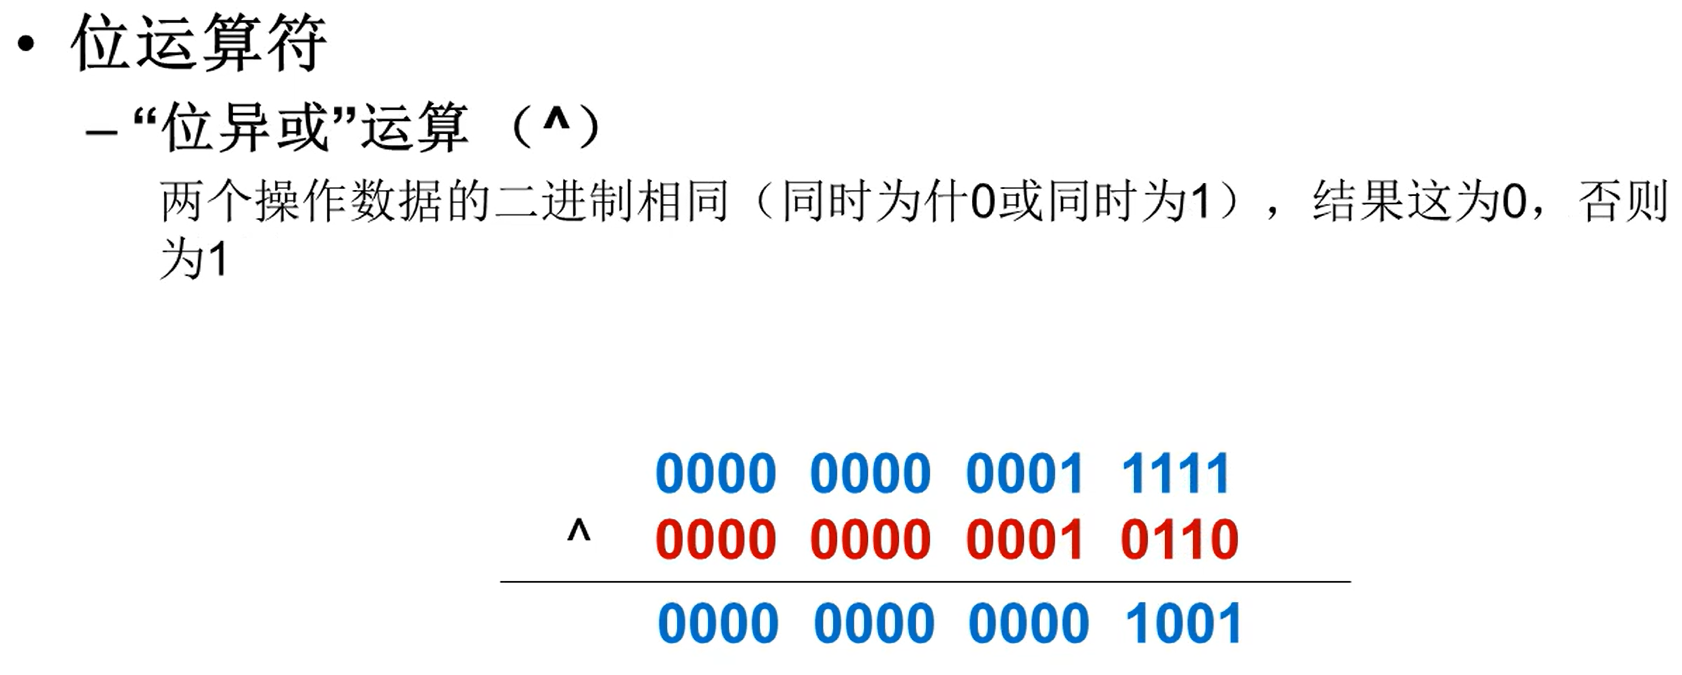 • 位运算符
– “位异或”运算（^）
两个操作数据的二进制相同（同时为什0或同时为1），结果这为0，否则
为1
0000 0000 0001 1111
^ 0000 0000 0001 0110
0000 0000 0000 1001